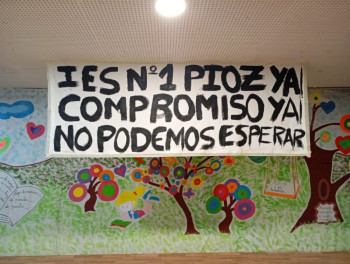 IES Nº1 PIOZ YA
COMPROMISO YA
NO PODEMOS ESPERAR